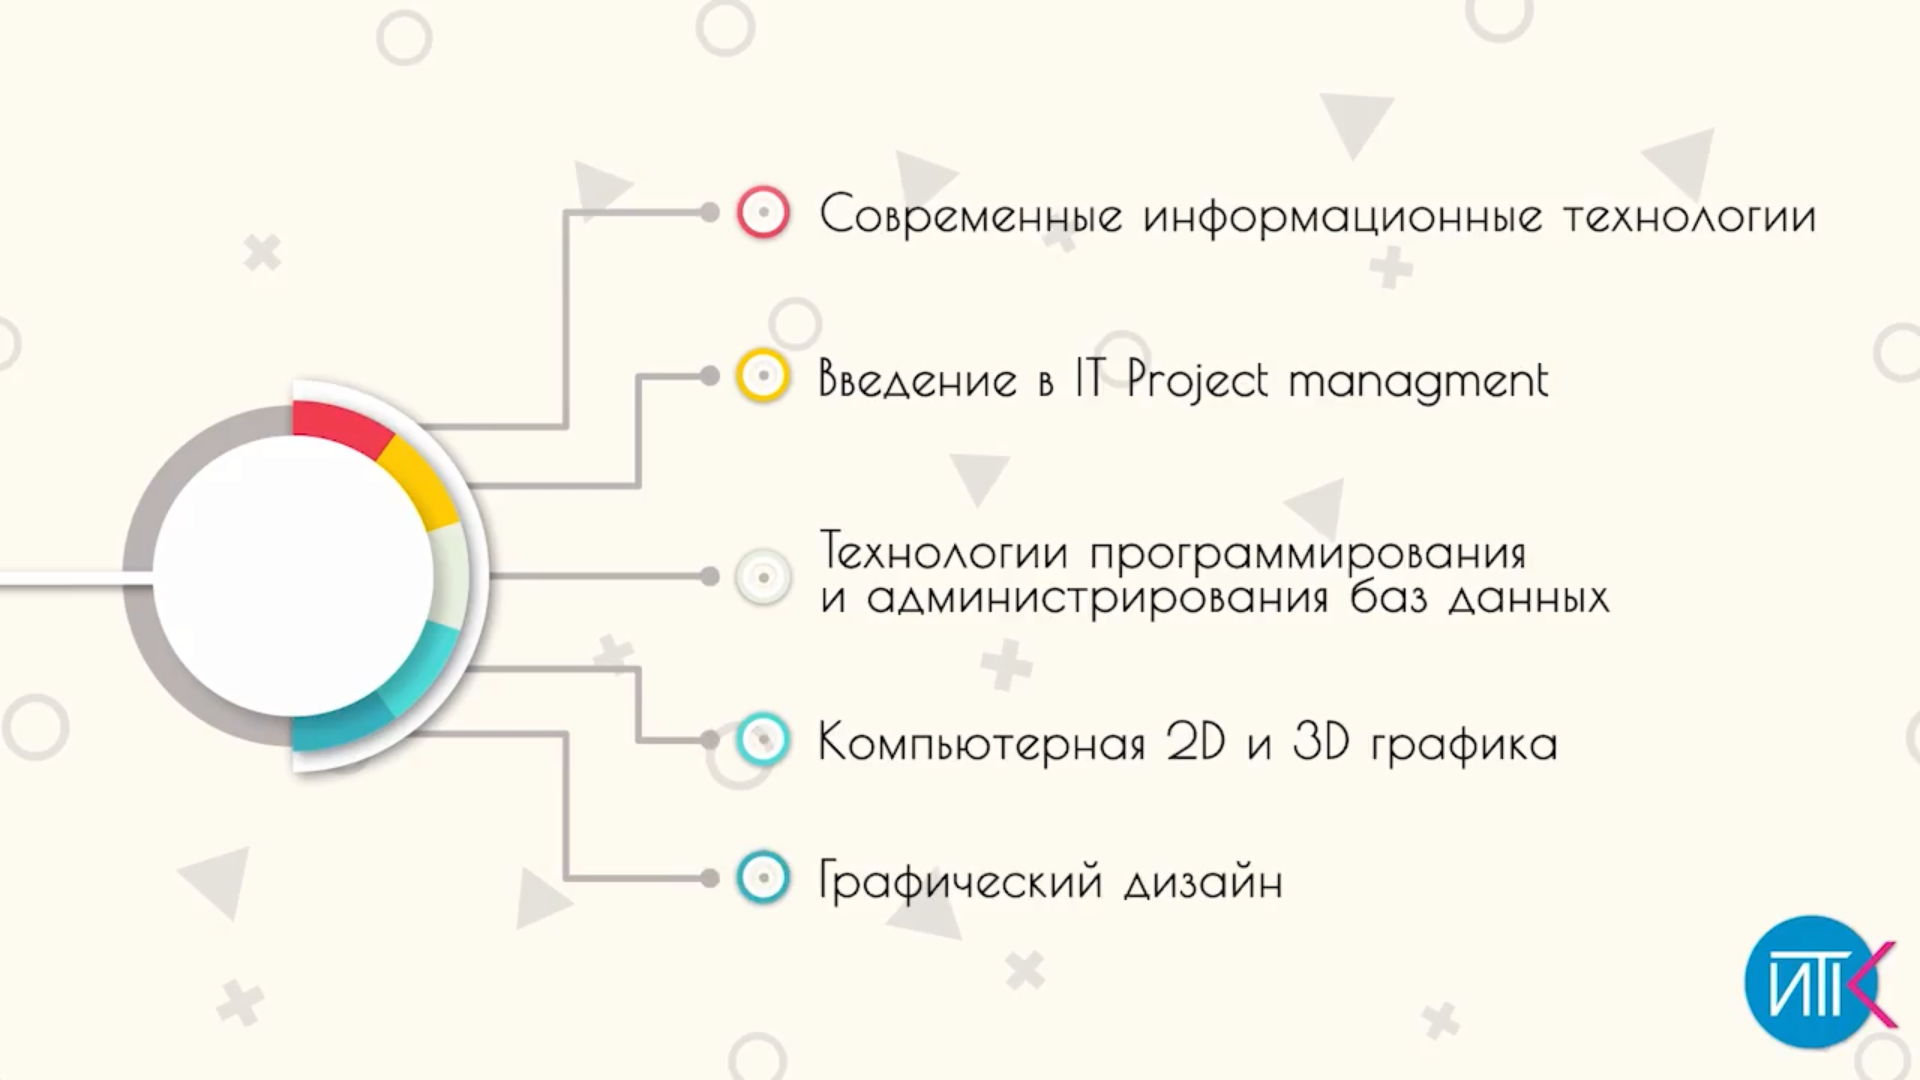 Современные информационные технологии
Введение в IT Project managment
Технологии программирования
и администрирования баз данных
Компьютерная 2D и 3D графика
Графический дизайн
ИТК